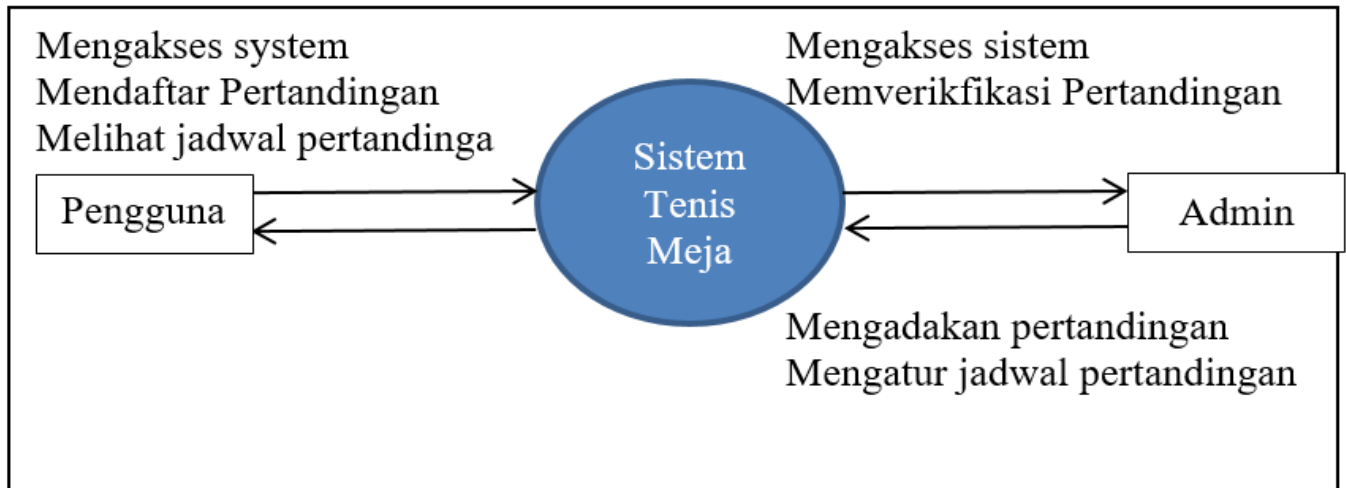 Mengakses system
Mendaftar Pertandingan
Melihat jadwal pertandinga
Pengguna
Sistem
Tenis
Meja
Mengakses sistem
Memverikfikasi Pertandingan
Admin
Mengadakan pertandingan
Mengatur jadwal pertandingan